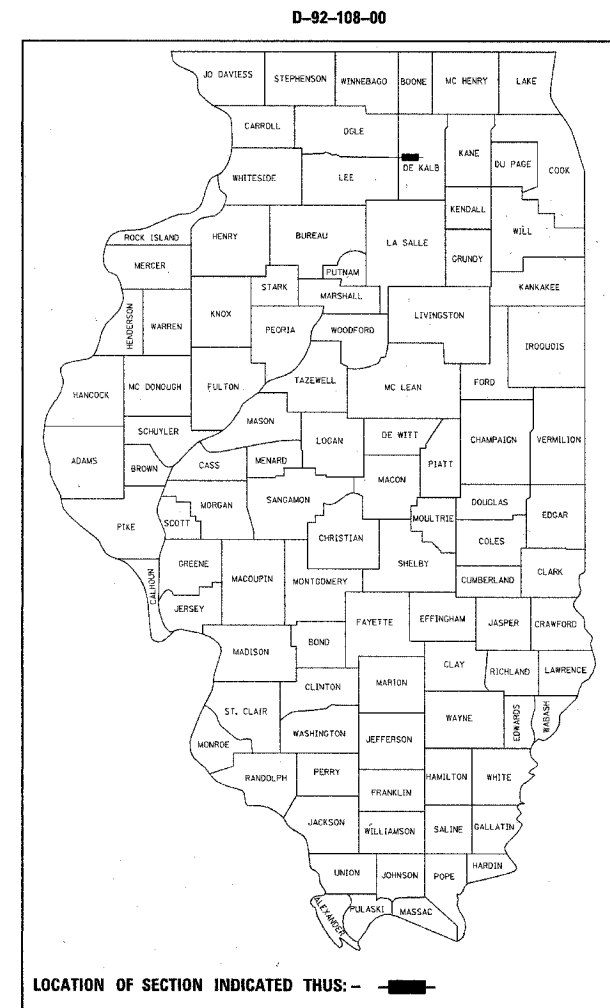 D-92-108-00
JO DAVIESS STEPHENSON WINNEBAGO BOONE MC HENRY LAKE
CARROLL OGLE KANE DU PAGE COOK
WHITESIDE LEE DE KALB
KENDALL
ROCK ISLAND HENRY BUREAU LA SALLE GRUNDY WILL
MERCER PUTNAM KANKAKEE
STARK MARSHALL
HENDERSON WARREN KNOX PEORIA WOODFORD LIVINGSTON IROQUOIS
HANCOCK MC DONOUGH FULTON TAZEWELL MC LEAN FORD
SCHUYLER MASON LOGAN DE WITT CHAMPAIGN VERMILION
ADAMS BROWN CASS MENARD MACON PIATT
PIKE SCOTT MORGAN SANGAMON CHRISTIAN MOULTRIE DOUGLAS EDGAR
COLES
CALHOUN GREENE MACOUPIN MONTGOMERY SHELBY CUMBERLAND CLARK
JERSEY FAYETTE EFFINGHAM JASPER CRAWFORD
MADISON BOND
CLINTON MARION CLAY RICHLAND LAWRENCE
ST. CLAIR WASHINGTON JEFFERSON WAYNE EDWARDS WABASH
MONROE
RANDOLPH PERRY FRANKLIN HAMILTON WHITE
JACKSON WILLIAMSON SALINE GALLATIN
UNION JOHNSON POPE HARDIN
ALEXANDER PULASKI MASSAC
LOCATION OF SECTION INDICATED THUS: -